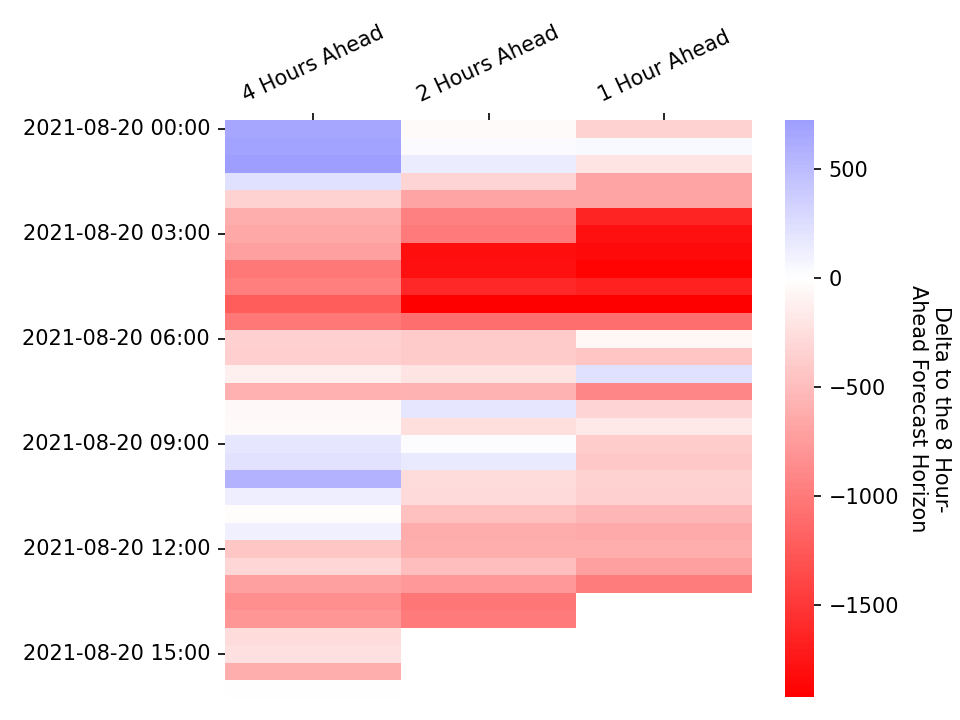 4 Hours Ahead
2 Hours Ahead
1 Hour Ahead
2021-08-20 00:00
2021-08-20 03:00
2021-08-20 06:00
2021-08-20 09:00
2021-08-20 12:00
2021-08-20 15:00
500
0
−500
−1000
−1500
Delta to the 8 Hour-
Ahead Forecast Horizon